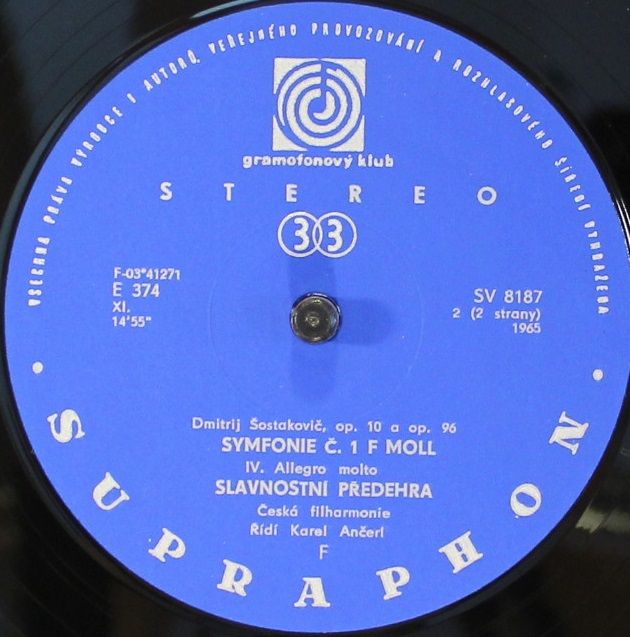 VŠECHNA PRÁVA VÝROBCE I AUTORŮ, VEŘEJNÉHO PROVOZOVÁNÍ A ROZHLASOVÉHO ŠÍŘENÍ VYHRAZENA
gramofonový klub
STEREO
33
F-03*41271
E 374
XI.
14'55"
SV 8187
2 (2 strany)
1965
Dmitrij Šostakovič, op. 10 a op. 96
SYMFONIE Č. 1 F MOLL
IV. Allegro molto
SLAVNOSTNÍ PŘEDEHRA
Česká filharmonie
Řídí Karel Ančerl
F
SUPRAPHON